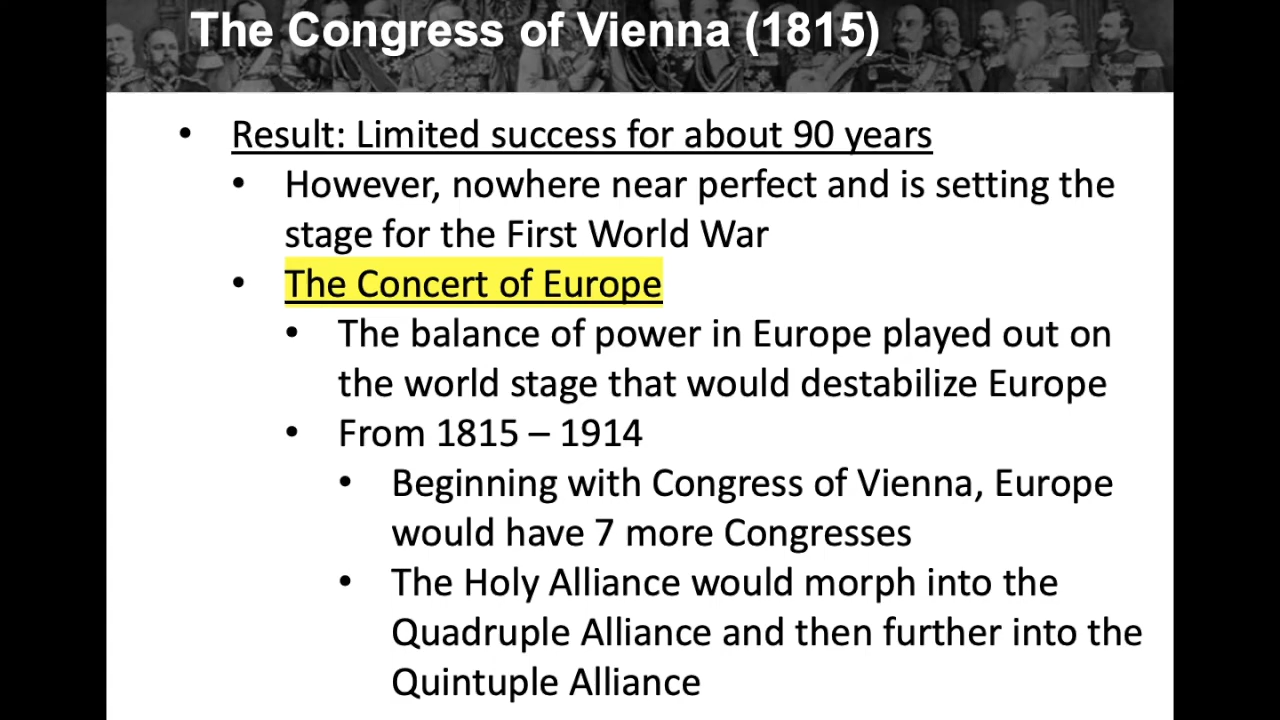 The Congress of Vienna (1815)
• Result: Limited success for about 90 years
• However, nowhere near perfect and is setting the
stage for the First World War
• The Concert of Europe
• The balance of power in Europe played out on
the world stage that would destabilize Europe
• From 1815 – 1914
• Beginning with Congress of Vienna, Europe
would have 7 more Congresses
• The Holy Alliance would morph into the
Quadruple Alliance and then further into the
Quintuple Alliance